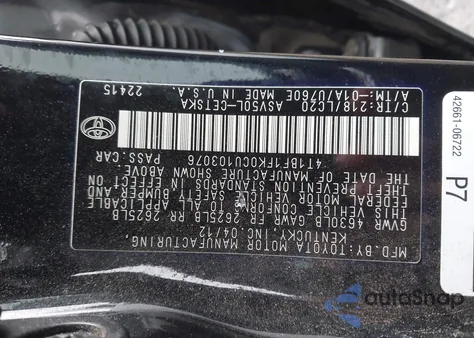 MFD.BY: TOYOTA MOTOR MANUFACTURING,
KENTUCKY, INC. 04/12
GVWR 4630LB GAWR FR 2625LB RR 2625LB
THIS VEHICLE CONFORMS TO ALL APPLICABLE
FEDERAL MOTOR VEHICLE SAFETY, BUMPER, AND
THEFT PREVENTION STANDARDS IN EFFECT ON
THE DATE OF MANUFACTURE SHOWN ABOVE.
4T1BF1FK0CU103076 PASS.CAR
ASV50L-CETSKA 22415
C/TR:218/LC20
A/TM:-01A/U760E MADE IN U.S.A.
42661-06722
P7
autoSnap